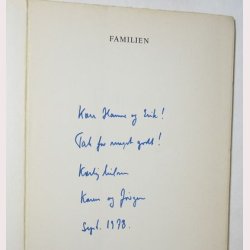 FAMILIEN
Kære Hanne og Erik!
Tak for meget godt!
Kærlig hilsen
Karen og Jørgen
Sept. 1978.